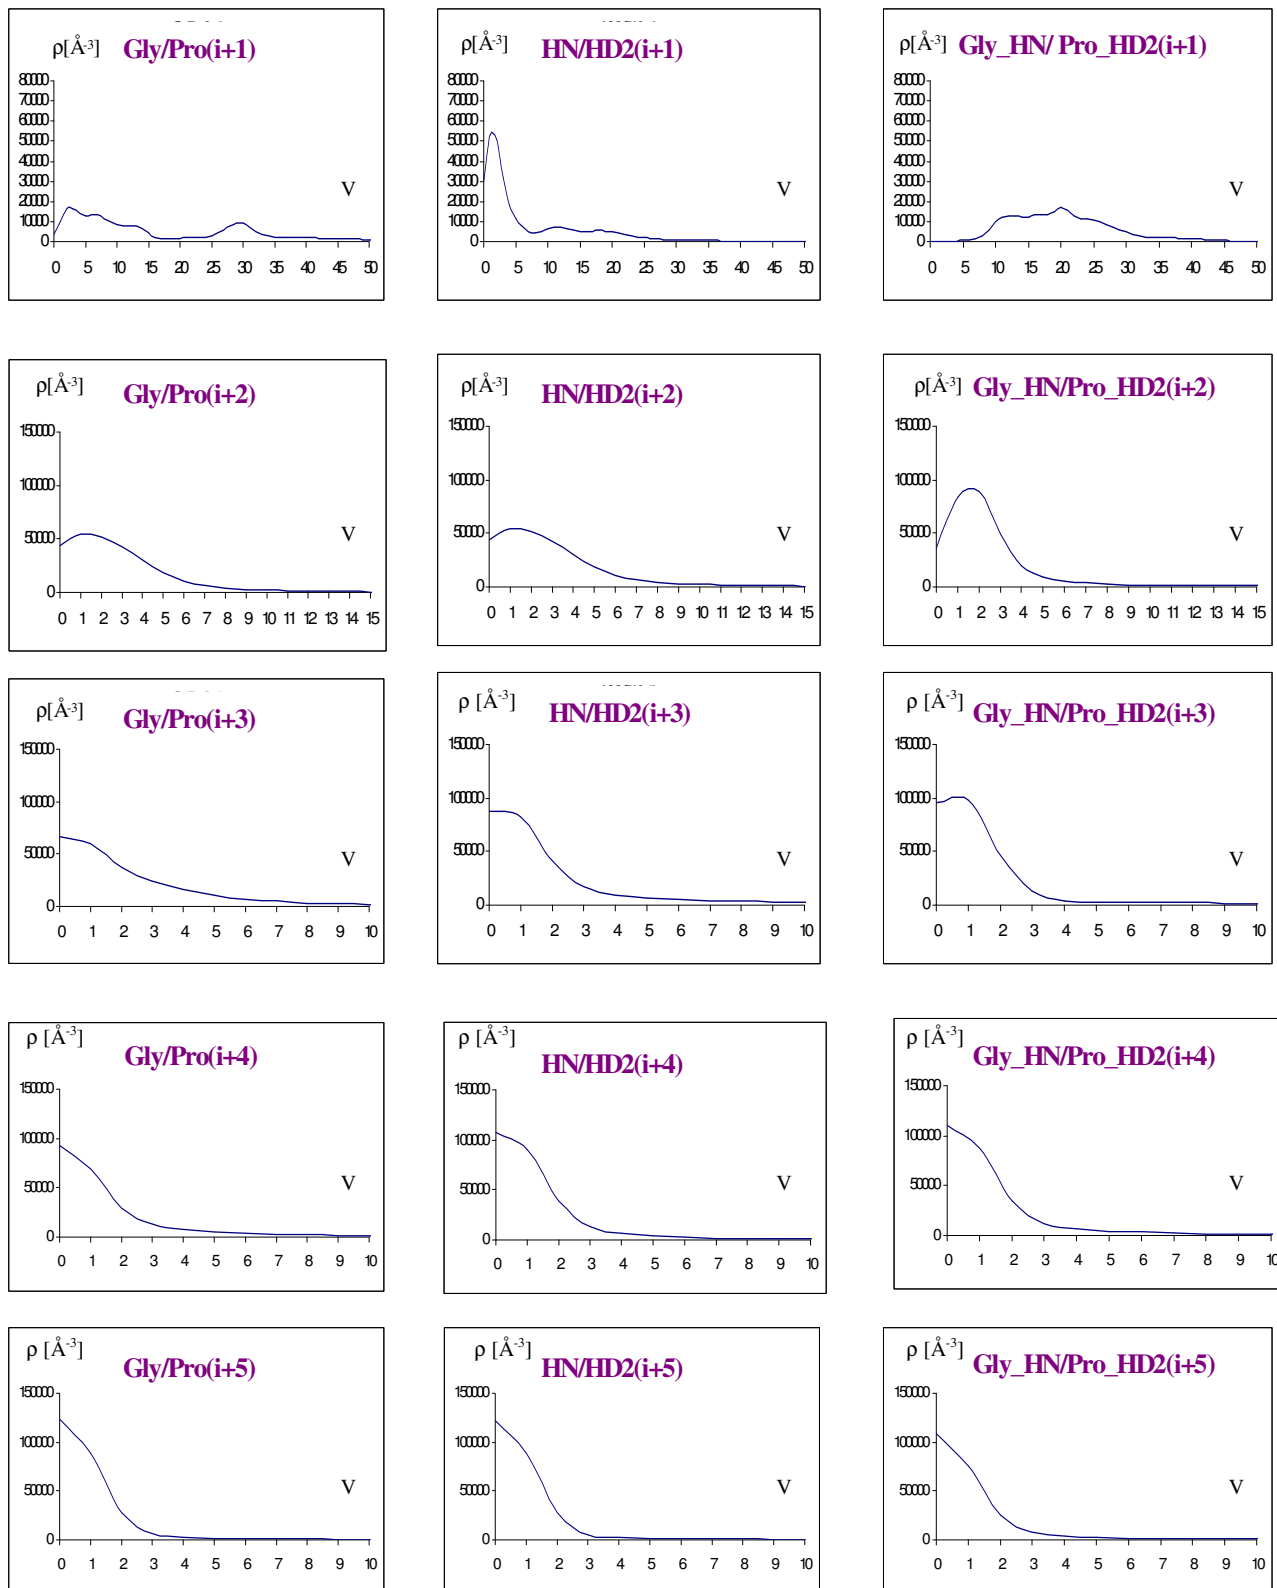 ρ[Å-3] Gly/Pro(i+1)
80000
70000
60000
50000
40000
30000
20000
10000
0
V
0 5 10 15 20 25 30 35 40 45 50
HN/HD2(i+1)
80000
70000
60000
50000
40000
30000
20000
10000
0
V
0 5 10 15 20 25 30 35 40 45 50
ρ[Å-3] Gly_HN/ Pro_HD2(i+1)
80000
70000
60000
50000
40000
30000
20000
10000
0
V
0 5 10 15 20 25 30 35 40 45 50
ρ[Å-3] Gly/Pro(i+2)
150000
100000
50000
0
V
0 1 2 3 4 5 6 7 8 9 10 11 12 13 14 15
ρ[Å-3] HN/HD2(i+2)
150000
100000
50000
0
V
0 1 2 3 4 5 6 7 8 9 10 11 12 13 14 15
ρ[Å-3] Gly_HN/Pro_HD2(i+2)
150000
100000
50000
0
V
0 1 2 3 4 5 6 7 8 9 10 11 12 13 14 15
ρ[Å-3] Gly/Pro(i+3)
150000
100000
50000
0
V
0 1 2 3 4 5 6 7 8 9 10
ρ [Å-3] HN/HD2(i+3)
150000
100000
50000
0
V
0 1 2 3 4 5 6 7 8 9 10
ρ [Å-3] Gly_HN/Pro_HD2(i+3)
150000
100000
50000
0
V
0 1 2 3 4 5 6 7 8 9 10
ρ [Å-3] Gly/Pro(i+4)
150000
100000
50000
0
V
0 1 2 3 4 5 6 7 8 9 10
ρ [Å-3] HN/HD2(i+4)
150000
100000
50000
0
V
0 1 2 3 4 5 6 7 8 9 10
ρ [Å-3] Gly_HN/Pro_HD2(i+4)
150000
100000
50000
0
V
0 1 2 3 4 5 6 7 8 9 10
ρ [Å-3] Gly/Pro(i+5)
150000
100000
50000
0
V
0 1 2 3 4 5 6 7 8 9 10
ρ [Å-3] HN/HD2(i+5)
150000
100000
50000
0
V
0 1 2 3 4 5 6 7 8 9 10
ρ [Å-3] Gly_HN/Pro_HD2(i+5)
150000
100000
50000
0
V
0 1 2 3 4 5 6 7 8 9 10